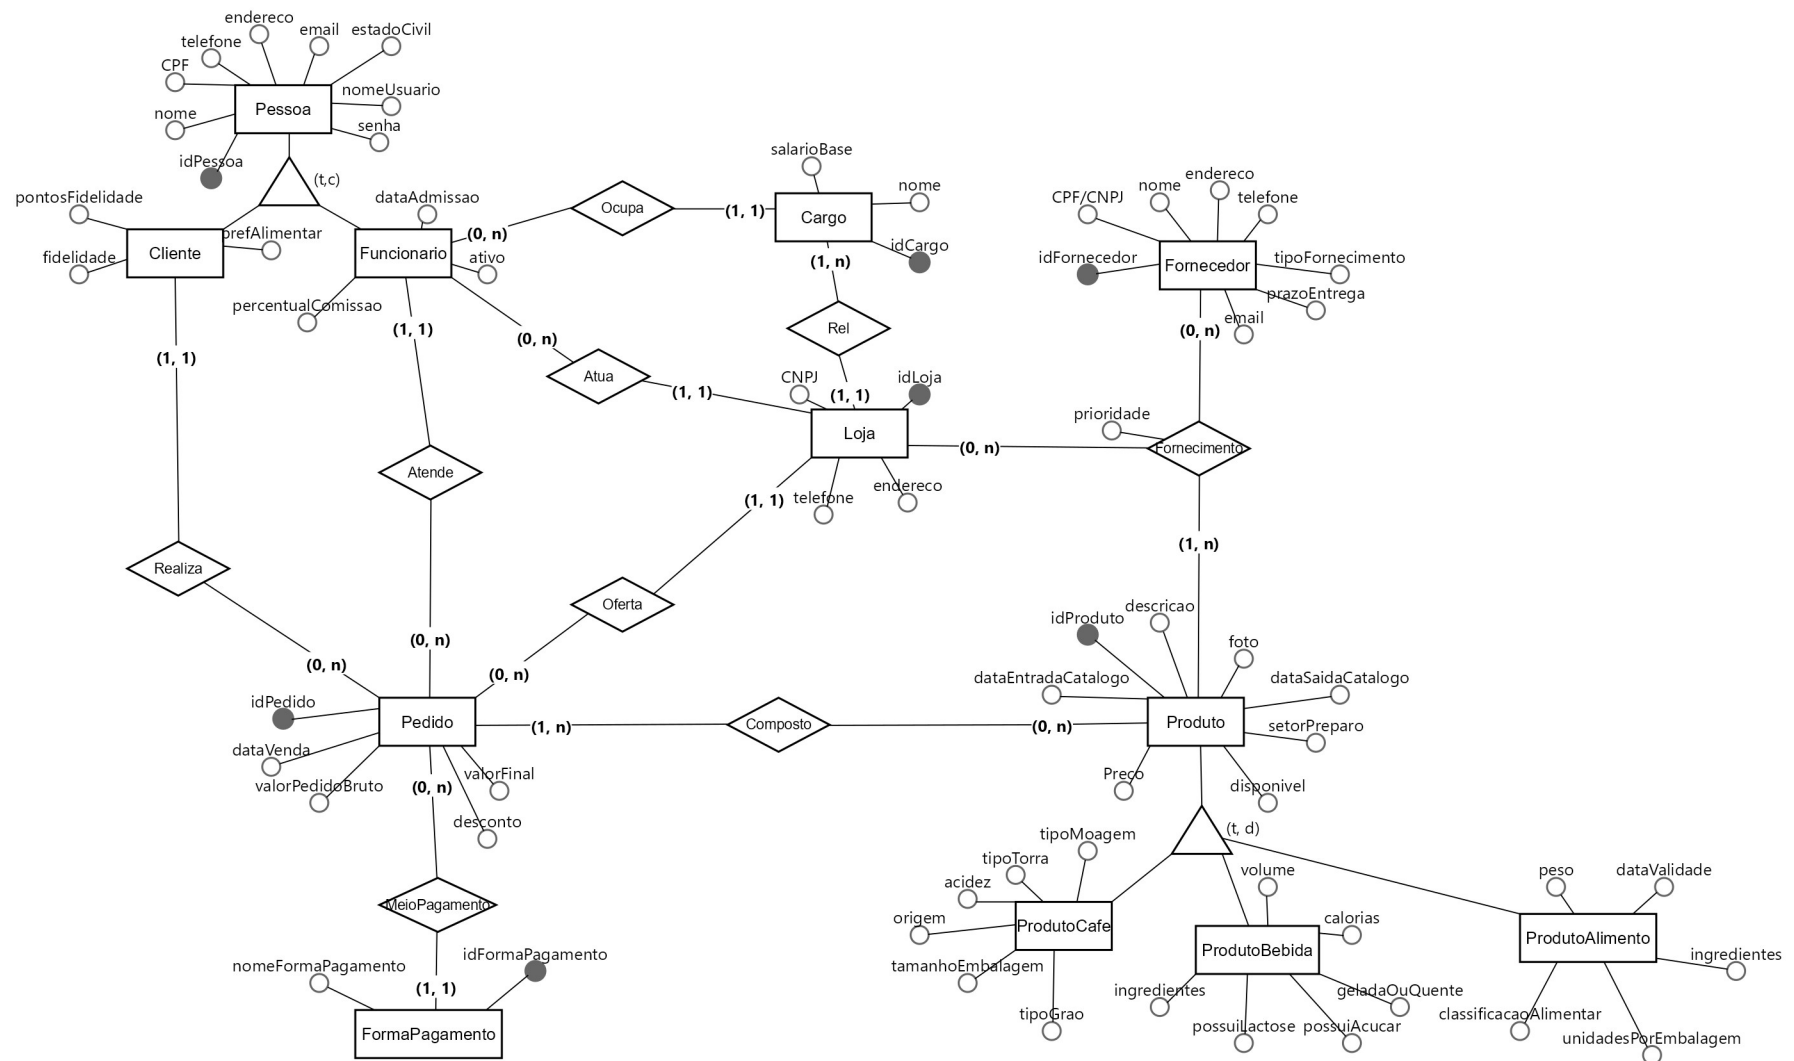 endereco
telefone
email
estadoCivil
CPF
nomeUsuario
Pessoa
nome
senha
idPessoa
(t,c)
pontosFidelidade
prefAlimentar
fidelidade
Cliente
dataAdmissao
Funcionario
ativo
percentualComissao
(0, n)
Ocupa
(1, 1)
salarioBase
nome
Cargo
idCargo
(1, n)
Rel
(1, 1)
CPF/CNPJ
nome
endereco
telefone
idFornecedor
Fornecedor
tipoFornecimento
prazoEntrega
email
(0, n)
(1, 1)
(1, 1)
(0, n)
Atua
(1, 1)
CNPJ
idLoja
Loja
telefone
endereco
(0, n)
prioridade
Fornecimento
(1, n)
Atende
(1, 1)
Realiza
Oferta
(0, n)
(0, n)
(0, n)
idPedido
Pedido
dataVenda
valorPedidoBruto
valorFinal
desconto
(0, n)
(1, n)
Composto
(0, n)
idProduto
descricao
foto
dataEntradaCatalogo
dataSaidaCatalogo
Produto
setorPreparo
Preco
disponivel
(t, d)
MeioPagamento
nomeFormaPagamento
idFormaPagamento
(1, 1)
FormaPagamento
tipoMoagem
tipoTorra
acidez
origem
ProdutoCafe
tamanhoEmbalagem
tipoGrao
volume
calorias
ProdutoBebida
ingredientes
geladaOuQuente
possuiLactose
possuiAcucar
peso
dataValidade
ProdutoAlimento
ingredientes
classificacaoAlimentar
unidadesPorEmbalagem